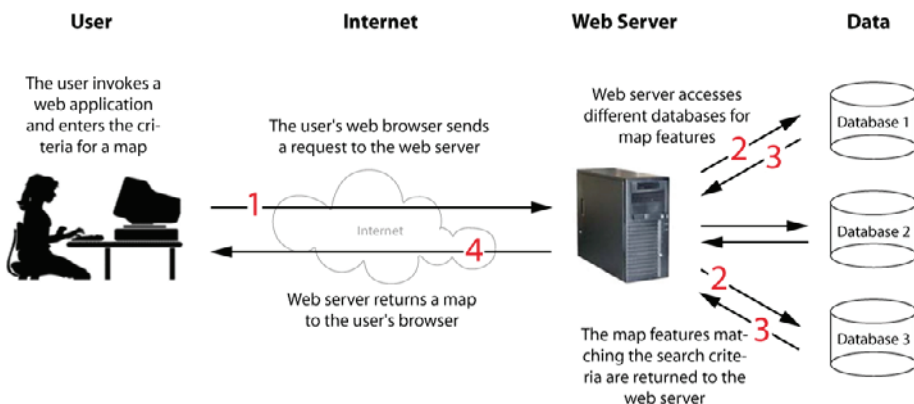 User
Internet
Web Server
Data
The user invokes a
web application
and enters the cri-
teria for a map
The user's web browser sends
a request to the web server
Web server accesses
different databases for
map features
1
Internet
4
Web server returns a map
to the user's browser
2
3
2
3
The map features mat-
ching the search crite-
ria are returned to the
web server
Database 1
Database 2
Database 3